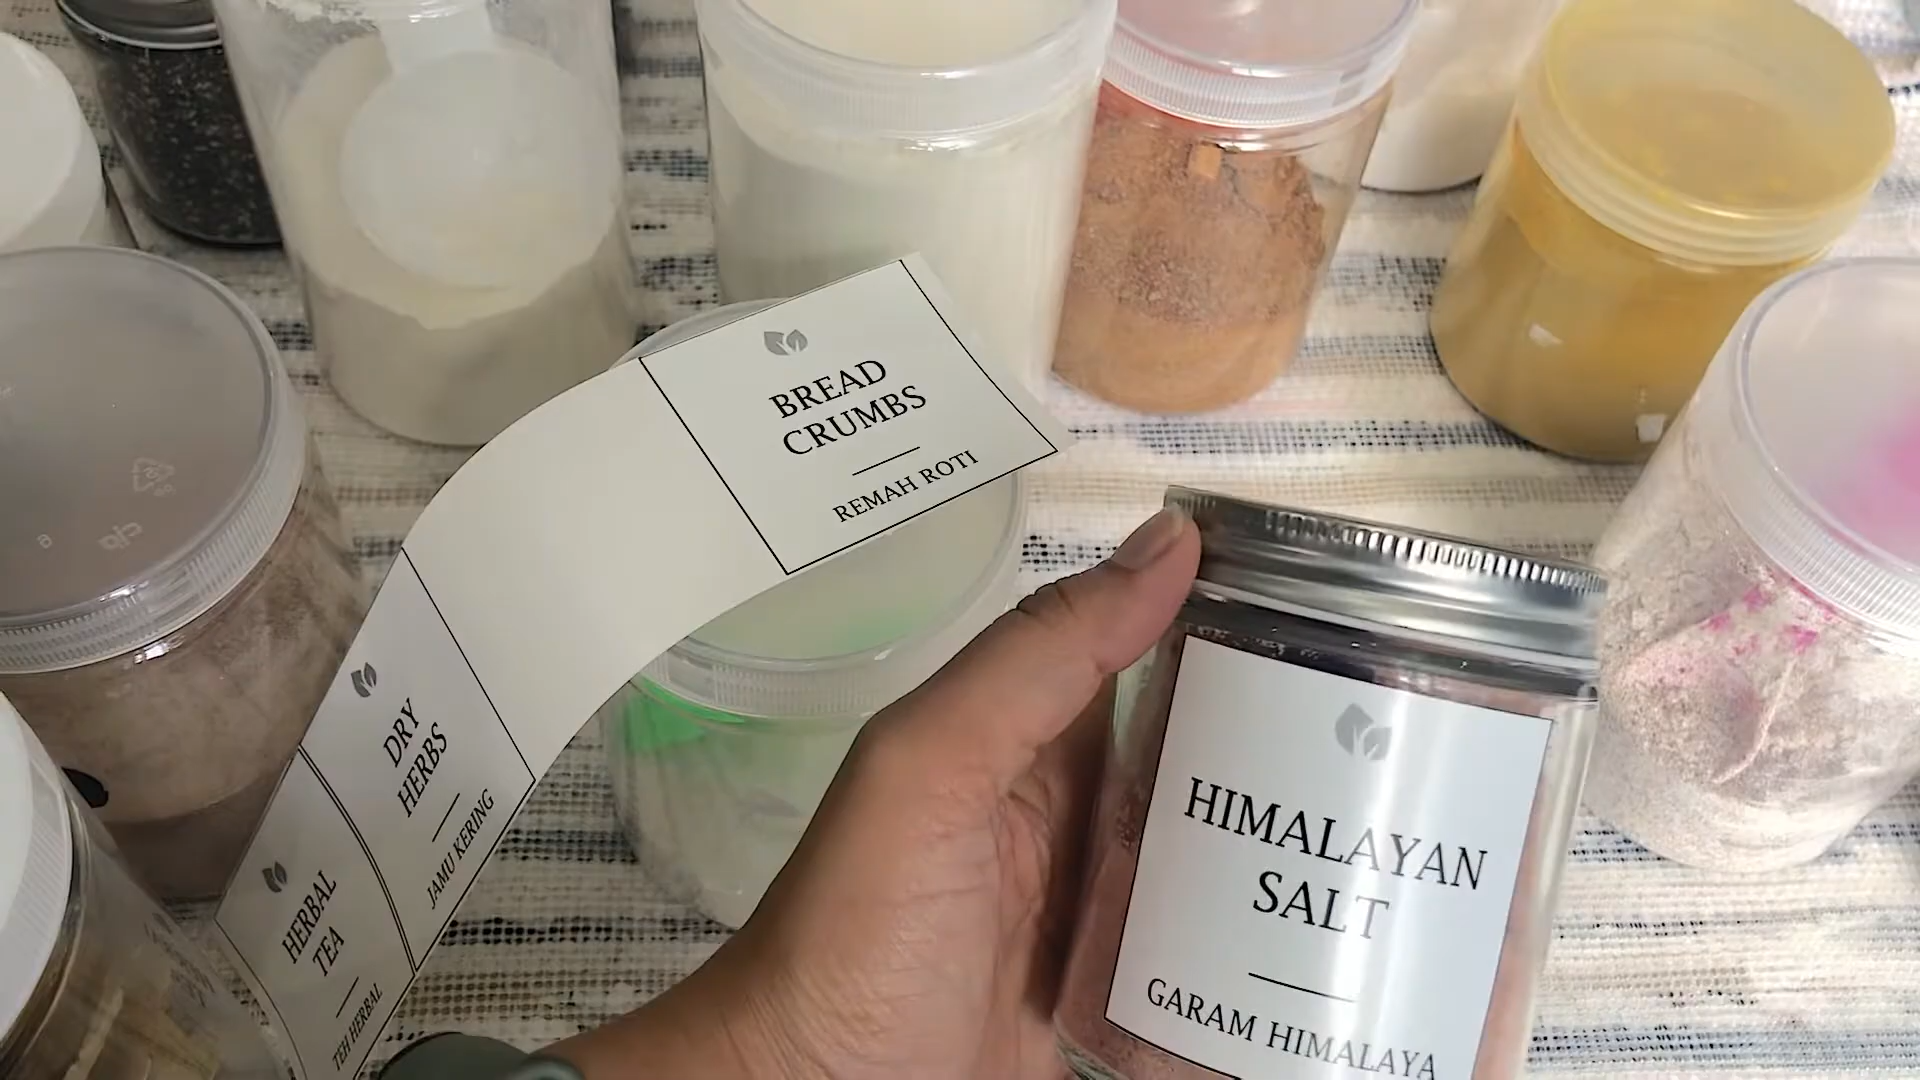 BREAD
CRUMBS
REMAH ROTI
DRY
HERBS
JAMU KERING
HERBAL
TEA
TEH HERBAL
HIMALAYAN
SALT
GARAM HIMALAYA